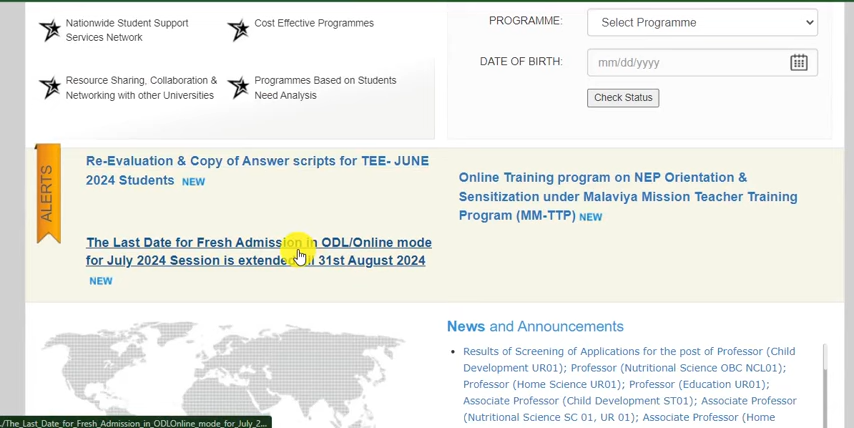 Nationwide Student Support
Services Network
Cost Effective Programmes
Resource Sharing, Collaboration &
Networking with other Universities
Programmes Based on Students
Need Analysis
PROGRAMME:
Select Programme
DATE OF BIRTH:
mm/dd/yyyy
Check Status
ALERTS
Re-Evaluation & Copy of Answer scripts for TEE- JUNE
2024 Students NEW
The Last Date for Fresh Admission in ODL/Online mode
for July 2024 Session is extended till 31st August 2024
NEW
Online Training program on NEP Orientation &
Sensitization under Malaviya Mission Teacher Training
Program (MM-TTP) NEW
News and Announcements
Results of Screening of Applications for the post of Professor (Child
Development UR01); Professor (Nutritional Science OBC NCL01);
Professor (Home Science UR01); Professor (Education UR01);
Associate Professor (Child Development ST01); Associate Professor
(Nutritional Science SC 01, UR 01); Associate Professor (Home
./The_Last_Date_for_Fresh_Admission_in_ODLOnline_mode_for_July_2...